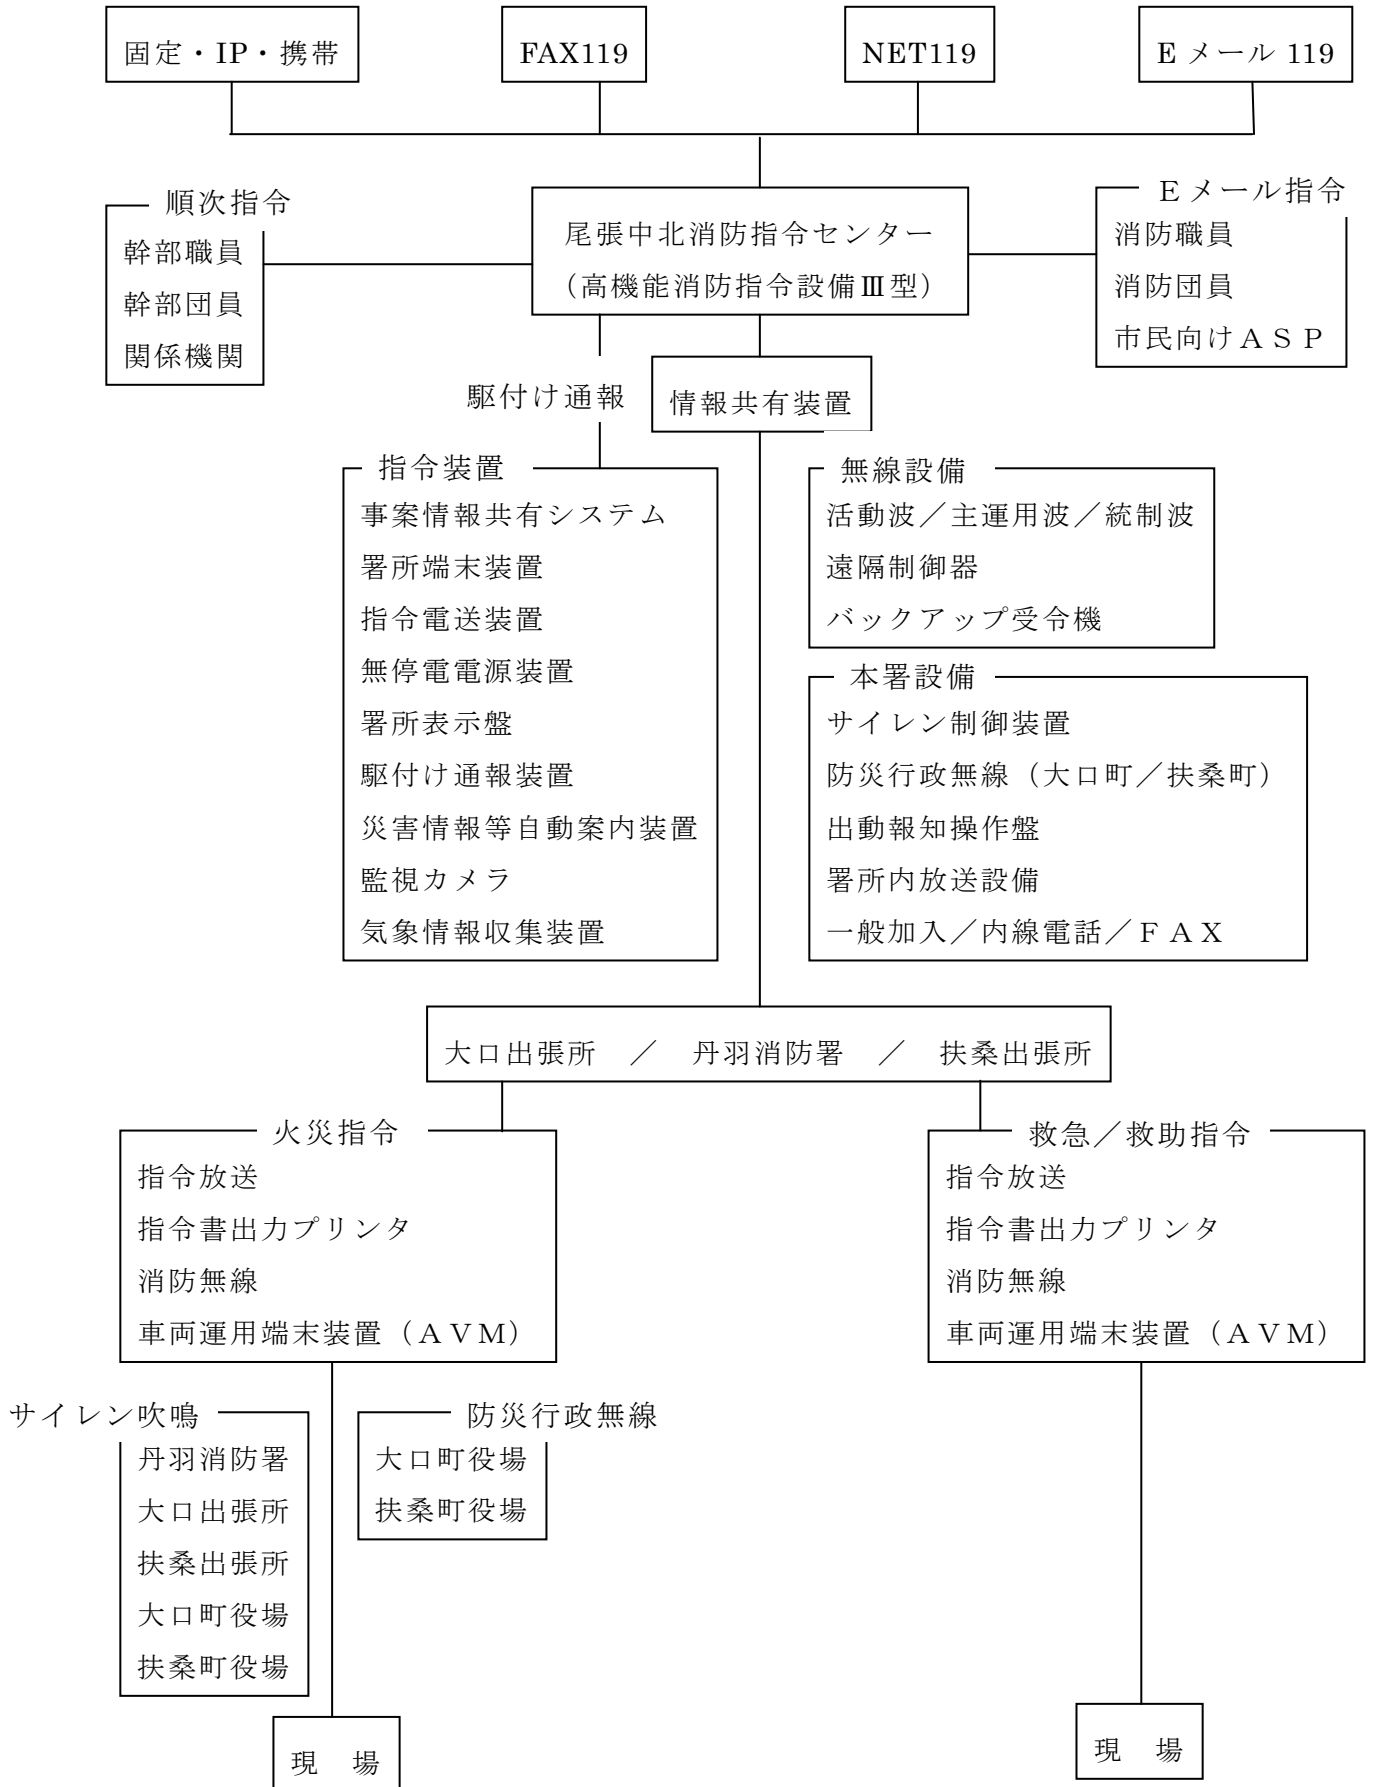 固定・IP・携帯
FAX119
NET119
Eメール 119
順次指令
幹部職員
幹部団員
関係機関
尾張中北消防指令センター
（高機能消防指令設備Ⅲ型）
Ｅメール指令
消防職員
消防団員
市民向けＡＳＰ
駆付け通報
情報共有装置
指令装置
事案情報共有システム
署所端末装置
指令電送装置
無停電電源装置
署所表示盤
駆付け通報装置
災害情報等自動案内装置
監視カメラ
気象情報収集装置
無線設備
活動波／主運用波／統制波
遠隔制御器
バックアップ受令機
本署設備
サイレン制御装置
防災行政無線（大口町／扶桑町）
出動報知操作盤
署所内放送設備
一般加入／内線電話／ＦＡＸ
大口出張所　／　丹羽消防署　／　扶桑出張所
火災指令
指令放送
指令書出力プリンタ
消防無線
車両運用端末装置（ＡＶＭ）
救急／救助指令
指令放送
指令書出力プリンタ
消防無線
車両運用端末装置（ＡＶＭ）
サイレン吹鳴
丹羽消防署
大口出張所
扶桑出張所
大口町役場
扶桑町役場
防災行政無線
大口町役場
扶桑町役場
現　場
現　場